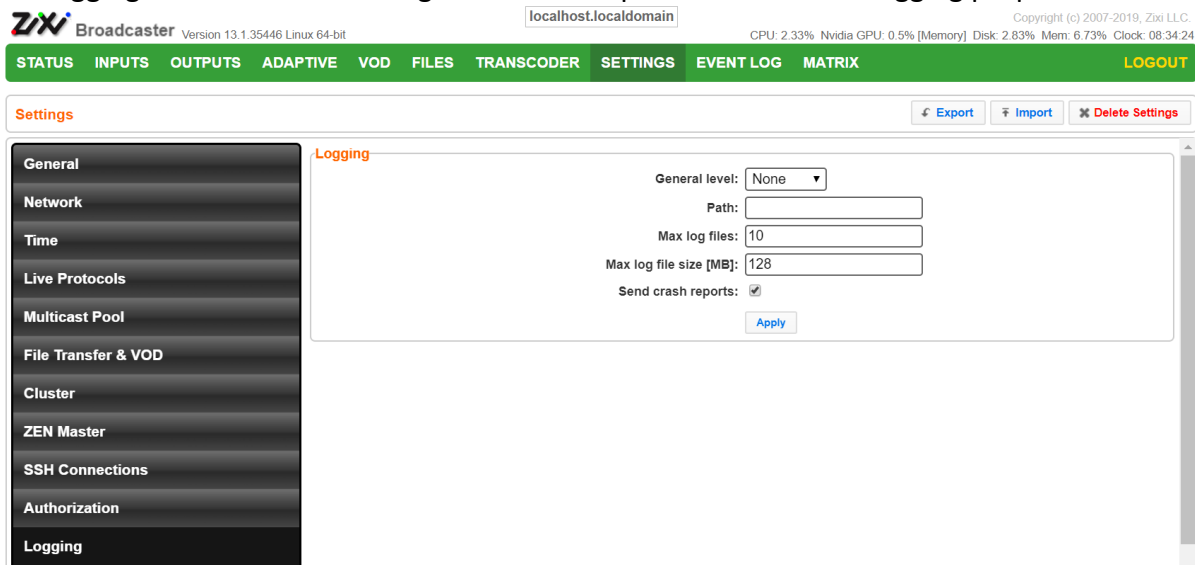 localhost.localdomain
Copyright (c) 2007-2019, Zixi LLC.
ZiXi Broadcaster Version 13.1.35446 Linux 64-bit
CPU: 2.33% Nvidia GPU: 0.5% [Memory] Disk: 2.83% Mem: 6.73% Clock: 08:34:24
STATUS INPUTS OUTPUTS ADAPTIVE VOD FILES TRANSCODER SETTINGS EVENT LOG MATRIX LOGOUT
Settings
Export Import Delete Settings
General
Network
Time
Live Protocols
Multicast Pool
File Transfer & VOD
Cluster
ZEN Master
SSH Connections
Authorization
Logging
Logging
General level: None
Path:
Max log files: 10
Max log file size [MB]: 128
Send crash reports:
Apply